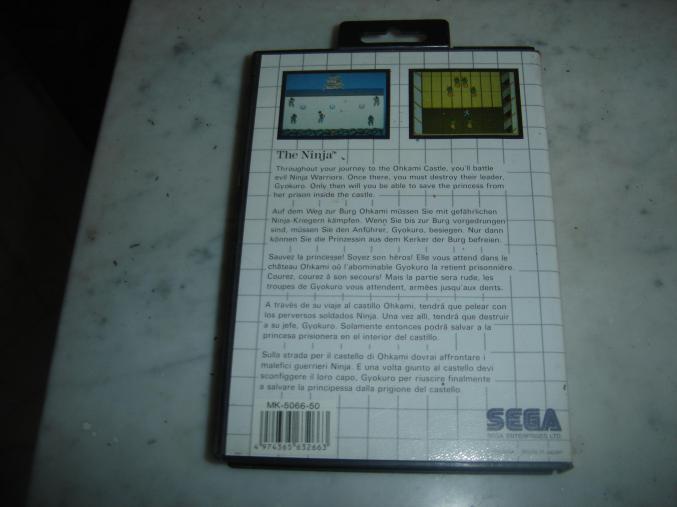 The Ninja™
Throughout your journey to the Ohkami Castle, you'll battle
evil Ninja Warriors. Once there, you must destroy their leader,
Gyokuro. Only then will you be able to save the princess from
her prison inside the castle.
Auf dem Weg zur Burg Ohkami müssen Sie mit gefährlichen
Ninja-Kriegern kämpfen. Wenn Sie bis zur Burg vorgedrungen
sind, müssen Sie den Anführer, Gyokuro, besiegen. Nur dann
können Sie die Prinzessin aus dem Kerker der Burg befreien.
Sauvez la princesse! Soyez son héros! Elle vous attend dans le
château Ohkami où l'abominable Gyokuro la retient prisonnière.
Courez, courez à son secours! Mais la partie sera rude, les
troupes de Gyokuro vous attendent, armées jusqu'aux dents.
A través de su viaje al castillo Ohkami, tendrá que pelear con
los perversos soldados Ninja. Una vez allí, tendrá que destruir
a su jefe, Gyokuro. Solamente entonces podrá salvar a la
princesa prisionera en el interior del castillo.
Sulla strada per il castello di Ohkami dovrai affrontare i
malefici guerrieri Ninja. E una volta giunto al castello devi
sconfiggere il loro capo, Gyokuro per riuscire finalmente
a salvare la principessa dalla prigione del castello.
MK-5066-50
4 974365 632663
SEGA
SEGA ENTERPRISES LTD.
Made in Japan